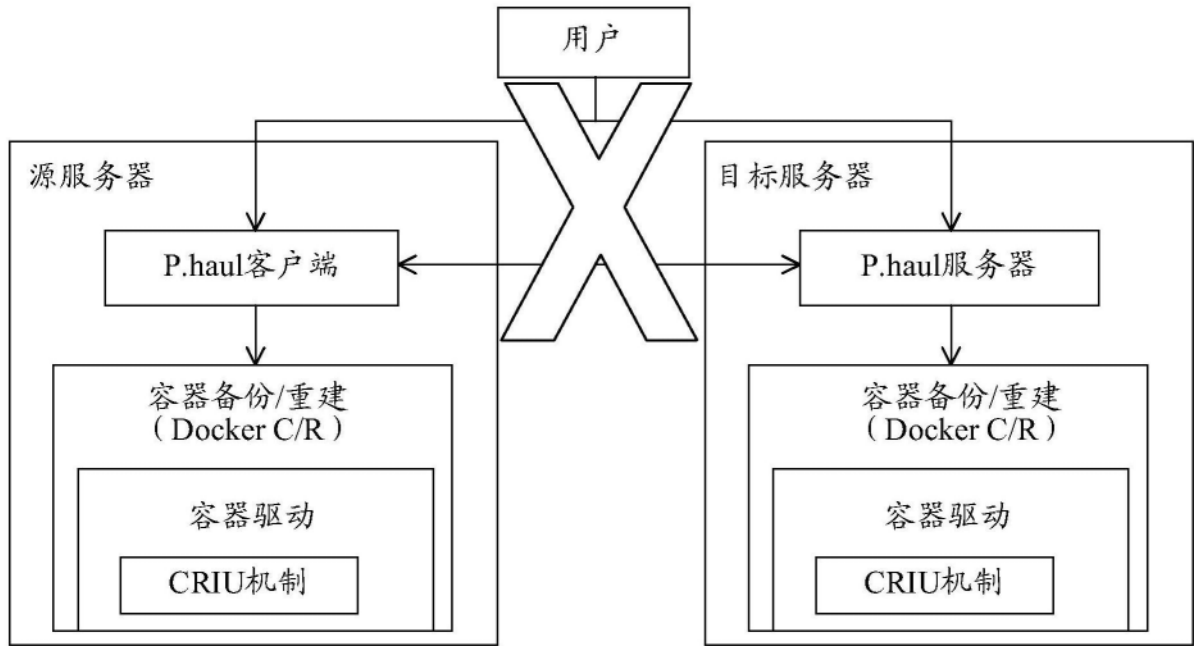 用户
源服务器
P.haul客户端
容器备份/重建
（Docker C/R）
容器驱动
CRIU机制
目标服务器
P.haul服务器
容器备份/重建
（Docker C/R）
容器驱动
CRIU机制